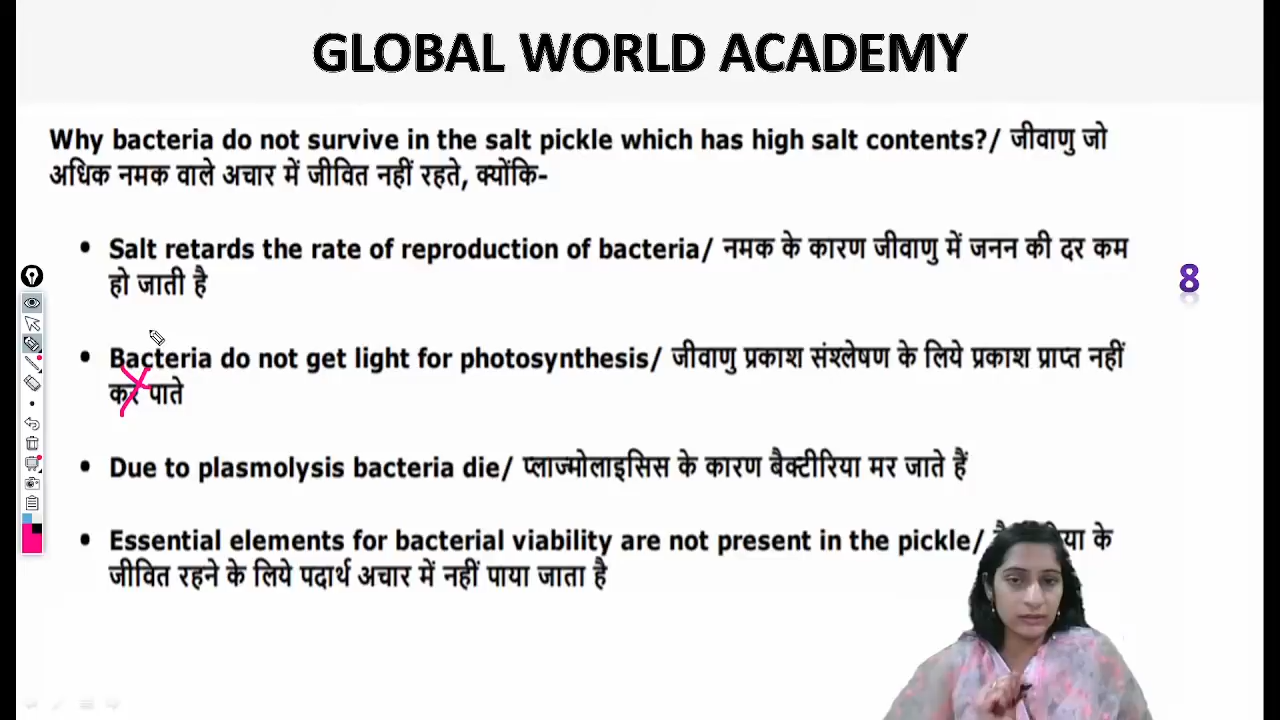 GLOBAL WORLD ACADEMY
Why bacteria do not survive in the salt pickle which has high salt contents?/ जीवाणु जो
अधिक नमक वाले अचार में जीवित नहीं रहते, क्योंकि-
• Salt retards the rate of reproduction of bacteria/ नमक के कारण जीवाणु में जनन की दर कम
हो जाती है
8
• Bacteria do not get light for photosynthesis/ जीवाणु प्रकाश संश्लेषण के लिये प्रकाश प्राप्त नहीं
कर पाते
• Due to plasmolysis bacteria die/ प्लाज्मोलाइसिस के कारण बैक्टीरिया मर जाते हैं
• Essential elements for bacterial viability are not present in the pickle/ के
जीवित रहने के लिये पदार्थ अचार में नहीं पाया जाता है